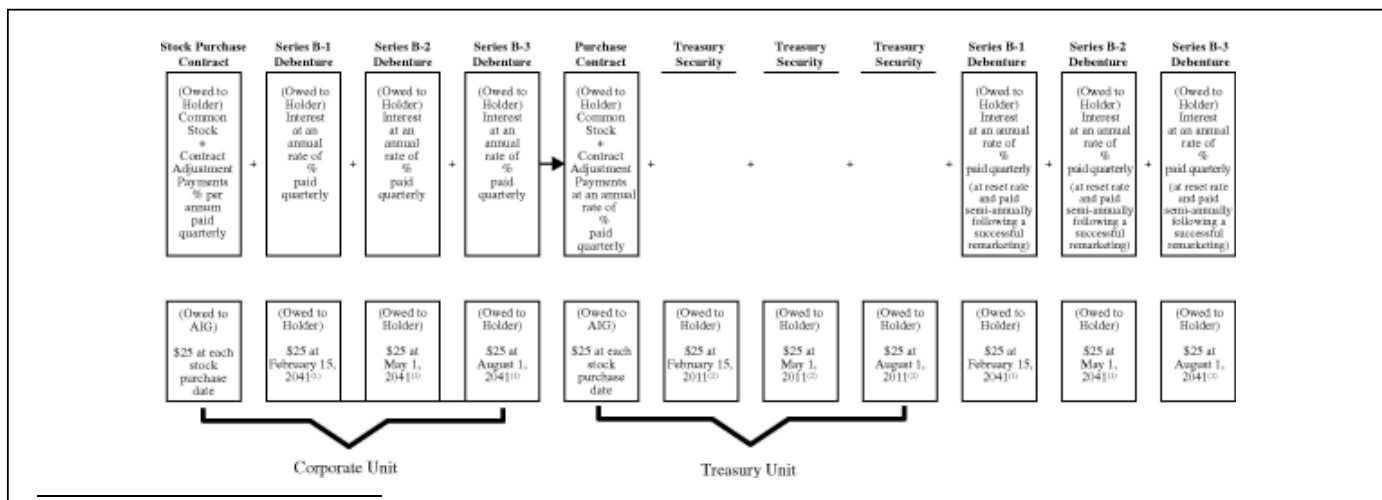 Stock Purchase
Contract
Series B-1
Debenture
Series B-2
Debenture
Series B-3
Debenture
Purchase
Contract
Treasury
Security
Treasury
Security
Treasury
Security
Series B-1
Debenture
Series B-2
Debenture
Series B-3
Debenture
(Owed to
Holder)
Common
Stock
+
Contract
Adjustment
Payments
% per
annum
paid
quarterly
+
(Owed to
Holder)
Interest
at an
annual
rate of
%
paid
quarterly
+
(Owed to
Holder)
Interest
at an
annual
rate of
%
paid
quarterly
+
(Owed to
Holder)
Interest
at an
annual
rate of
%
paid
quarterly
(Owed to
Holder)
Common
Stock
+
Contract
Adjustment
Payments
at an annual
rate of
%
paid
quarterly
+
+
+
+
(Owed to
Holder)
Interest
at an annual
rate of
%
paid quarterly
(at reset rate
and paid
semi-annually
following a
successful
remarketing)
+
(Owed to
Holder)
Interest
at an annual
rate of
%
paid quarterly
(at reset rate
and paid
semi-annually
following a
successful
remarketing)
+
(Owed to
Holder)
Interest
at an annual
rate of
%
paid quarterly
(at reset rate
and paid
semi-annually
following a
successful
remarketing)
(Owed to
AIG)
$25 at each
stock
purchase
date
(Owed to
Holder)
$25 at
February 15,
2041(1)
(Owed to
Holder)
$25 at
May 1,
2041(1)
(Owed to
Holder)
$25 at
August 1,
2041(1)
(Owed to
AIG)
$25 at each
stock
purchase
date
(Owed to
Holder)
$25 at
February 15,
2011(2)
(Owed to
Holder)
$25 at
May 1,
2011(2)
(Owed to
Holder)
$25 at
August 1,
2011(2)
(Owed to
Holder)
$25 at
February 15,
2041(1)
(Owed to
Holder)
$25 at
May 1,
2041(1)
(Owed to
Holder)
$25 at
August 1,
2041(1)
Corporate Unit
Treasury Unit